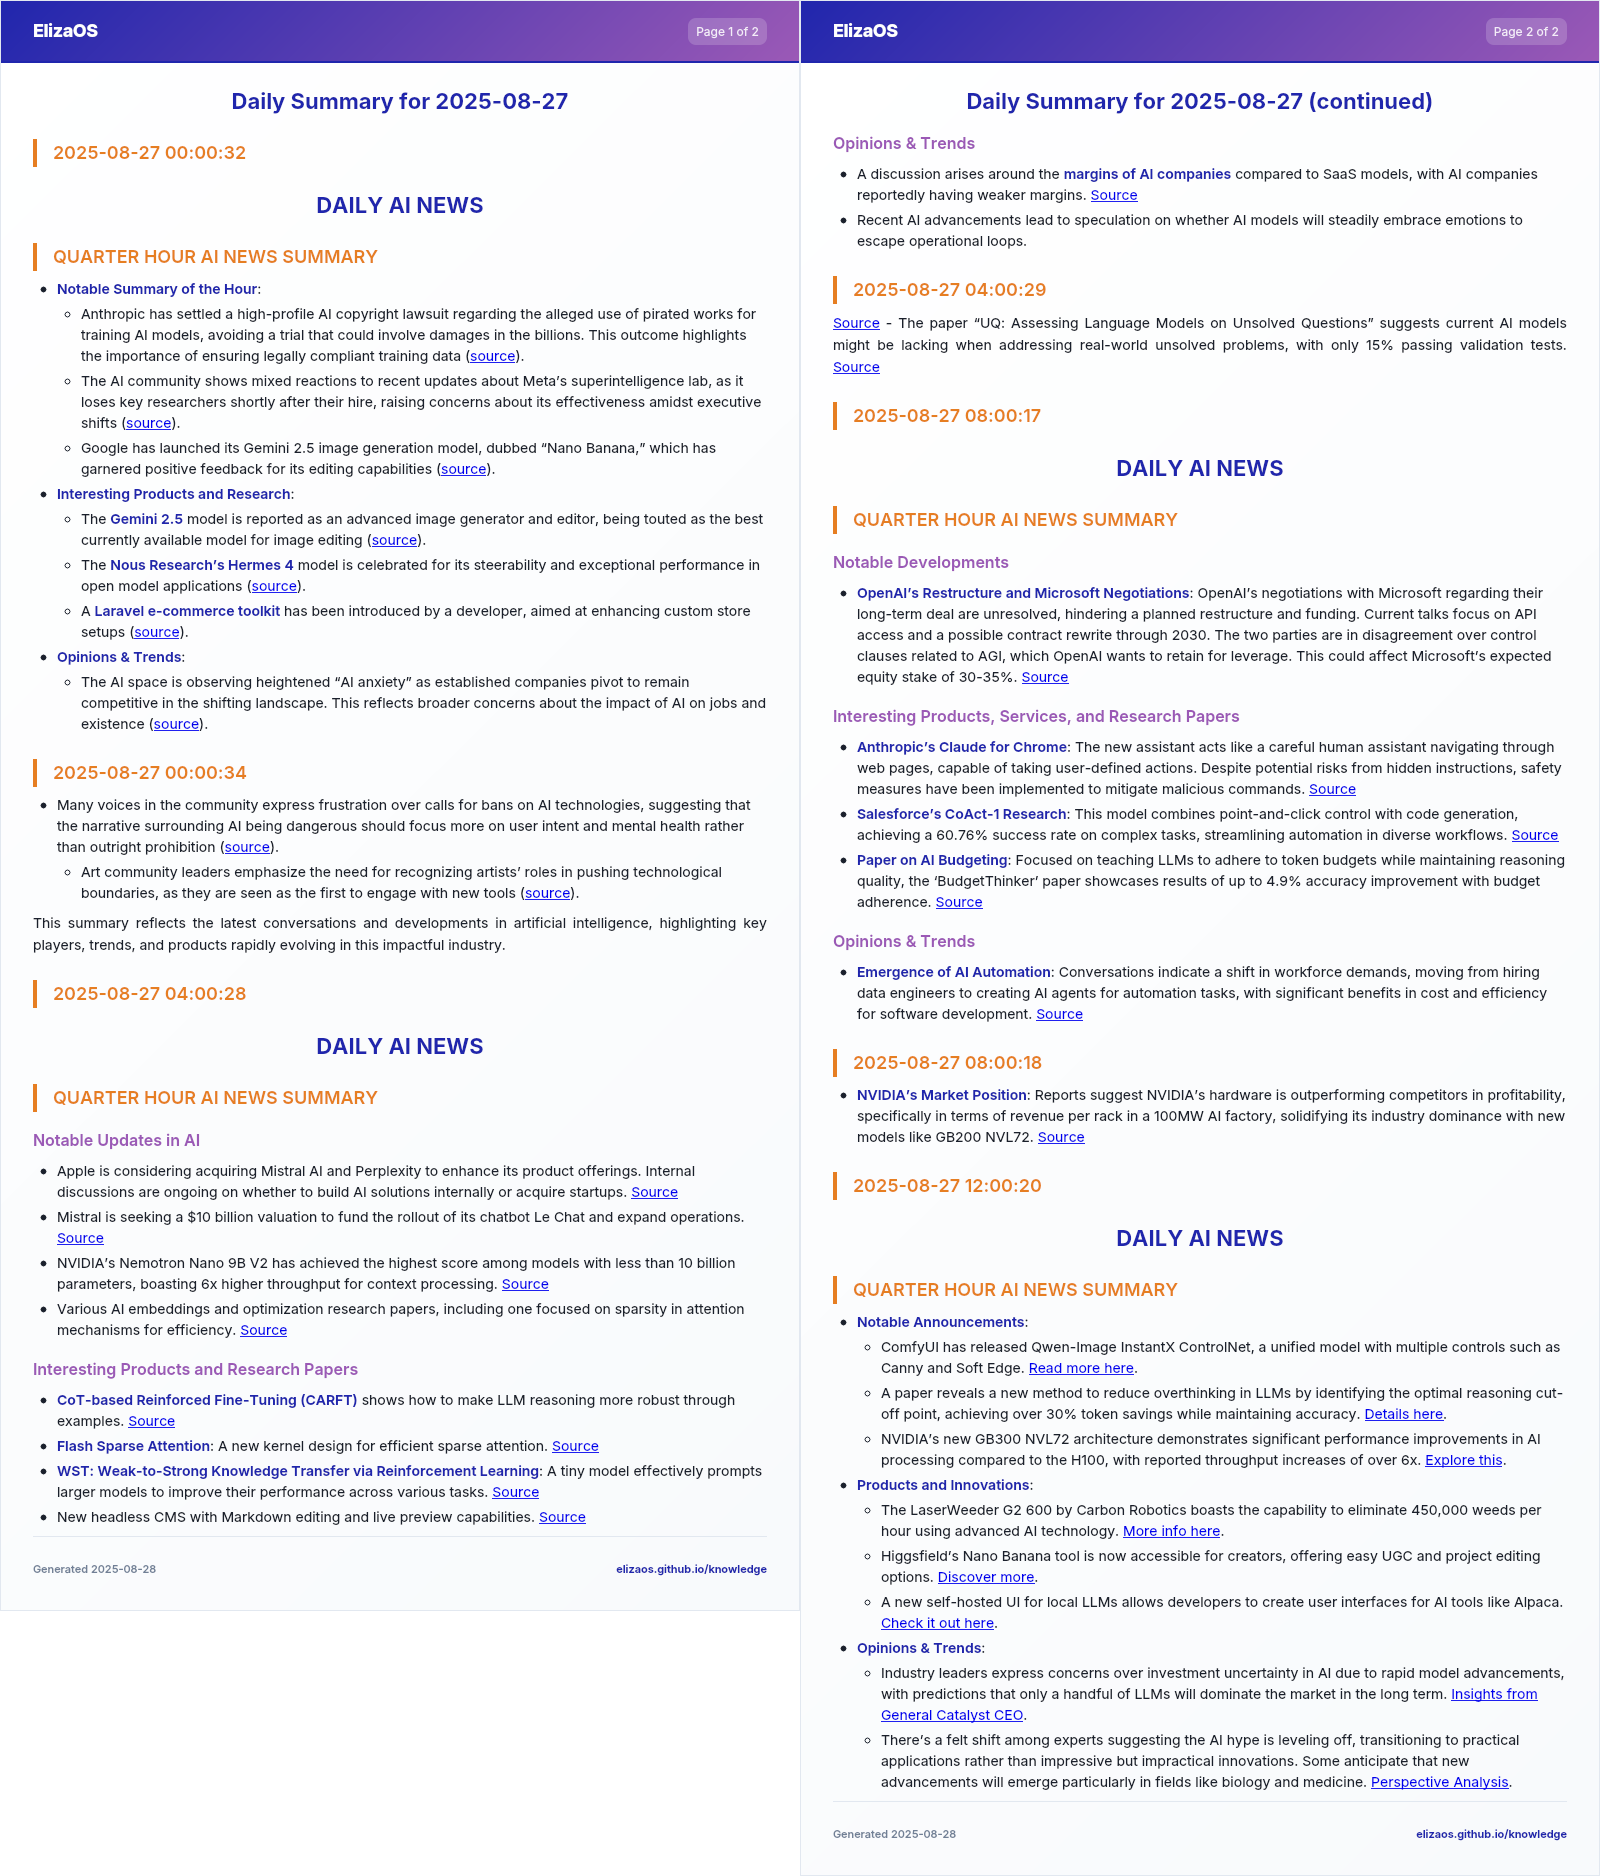 ElizaOS
Page 1 of 2
Daily Summary for 2025-08-27
2025-08-27 00:00:32
DAILY AI NEWS
QUARTER HOUR AI NEWS SUMMARY
Notable Summary of the Hour:
Anthropic has settled a high-profile AI copyright lawsuit regarding the alleged use of pirated works for
training AI models, avoiding a trial that could involve damages in the billions. This outcome highlights
the importance of ensuring legally compliant training data (source).
The AI community shows mixed reactions to recent updates about Meta’s superintelligence lab, as it
loses key researchers shortly after their hire, raising concerns about its effectiveness amidst executive
shifts (source).
Google has launched its Gemini 2.5 image generation model, dubbed “Nano Banana,” which has
garnered positive feedback for its editing capabilities (source).
Interesting Products and Research:
The Gemini 2.5 model is reported as an advanced image generator and editor, being touted as the best
currently available model for image editing (source).
The Nous Research’s Hermes 4 model is celebrated for its steerability and exceptional performance in
open model applications (source).
A Laravel e-commerce toolkit has been introduced by a developer, aimed at enhancing custom store
setups (source).
Opinions & Trends:
The AI space is observing heightened “AI anxiety” as established companies pivot to remain
competitive in the shifting landscape. This reflects broader concerns about the impact of AI on jobs and
existence (source).
2025-08-27 00:00:34
Many voices in the community express frustration over calls for bans on AI technologies, suggesting that
the narrative surrounding AI being dangerous should focus more on user intent and mental health rather
than outright prohibition (source).
Art community leaders emphasize the need for recognizing artists’ roles in pushing technological
boundaries, as they are seen as the first to engage with new tools (source).
This summary reflects the latest conversations and developments in artificial intelligence, highlighting key
players, trends, and products rapidly evolving in this impactful industry.
2025-08-27 04:00:28
DAILY AI NEWS
QUARTER HOUR AI NEWS SUMMARY
Notable Updates in AI
Apple is considering acquiring Mistral AI and Perplexity to enhance its product offerings. Internal
discussions are ongoing on whether to build AI solutions internally or acquire startups. Source
Mistral is seeking a $10 billion valuation to fund the rollout of its chatbot Le Chat and expand operations.
Source
NVIDIA’s Nemotron Nano 9B V2 has achieved the highest score among models with less than 10 billion
parameters, boasting 6x higher throughput for context processing. Source
Various AI embeddings and optimization research papers, including one focused on sparsity in attention
mechanisms for efficiency. Source
Interesting Products and Research Papers
CoT-based Reinforced Fine-Tuning (CARFT) shows how to make LLM reasoning more robust through
examples. Source
Flash Sparse Attention: A new kernel design for efficient sparse attention. Source
WST: Weak-to-Strong Knowledge Transfer via Reinforcement Learning: A tiny model effectively prompts
larger models to improve their performance across various tasks. Source
New headless CMS with Markdown editing and live preview capabilities. Source
Generated 2025-08-28
elizaos.github.io/knowledge
ElizaOS
Page 2 of 2
Daily Summary for 2025-08-27 (continued)
Opinions & Trends
A discussion arises around the margins of AI companies compared to SaaS models, with AI companies
reportedly having weaker margins. Source
Recent AI advancements lead to speculation on whether AI models will steadily embrace emotions to
escape operational loops.
2025-08-27 04:00:29
Source - The paper “UQ: Assessing Language Models on Unsolved Questions” suggests current AI models
might be lacking when addressing real-world unsolved problems, with only 15% passing validation tests.
Source
2025-08-27 08:00:17
DAILY AI NEWS
QUARTER HOUR AI NEWS SUMMARY
Notable Developments
OpenAI’s Restructure and Microsoft Negotiations: OpenAI’s negotiations with Microsoft regarding their
long-term deal are unresolved, hindering a planned restructure and funding. Current talks focus on API
access and a possible contract rewrite through 2030. The two parties are in disagreement over control
clauses related to AGI, which OpenAI wants to retain for leverage. This could affect Microsoft’s expected
equity stake of 30-35%. Source
Interesting Products, Services, and Research Papers
Anthropic’s Claude for Chrome: The new assistant acts like a careful human assistant navigating through
web pages, capable of taking user-defined actions. Despite potential risks from hidden instructions, safety
measures have been implemented to mitigate malicious commands. Source
Salesforce’s CoAct-1 Research: This model combines point-and-click control with code generation,
achieving a 60.76% success rate on complex tasks, streamlining automation in diverse workflows. Source
Paper on AI Budgeting: Focused on teaching LLMs to adhere to token budgets while maintaining reasoning
quality, the ‘BudgetThinker’ paper showcases results of up to 4.9% accuracy improvement with budget
adherence. Source
Opinions & Trends
Emergence of AI Automation: Conversations indicate a shift in workforce demands, moving from hiring
data engineers to creating AI agents for automation tasks, with significant benefits in cost and efficiency
for software development. Source
2025-08-27 08:00:18
NVIDIA’s Market Position: Reports suggest NVIDIA’s hardware is outperforming competitors in profitability,
specifically in terms of revenue per rack in a 100MW AI factory, solidifying its industry dominance with new
models like GB200 NVL72. Source
2025-08-27 12:00:20
DAILY AI NEWS
QUARTER HOUR AI NEWS SUMMARY
Notable Announcements:
ComfyUI has released Qwen-Image InstantX ControlNet, a unified model with multiple controls such as
Canny and Soft Edge. Read more here.
A paper reveals a new method to reduce overthinking in LLMs by identifying the optimal reasoning cut-
off point, achieving over 30% token savings while maintaining accuracy. Details here.
NVIDIA’s new GB300 NVL72 architecture demonstrates significant performance improvements in AI
processing compared to the H100, with reported throughput increases of over 6x. Explore this.
Products and Innovations:
The LaserWeeder G2 600 by Carbon Robotics boasts the capability to eliminate 450,000 weeds per
hour using advanced AI technology. More info here.
Higgsfield’s Nano Banana tool is now accessible for creators, offering easy UGC and project editing
options. Discover more.
A new self-hosted UI for local LLMs allows developers to create user interfaces for AI tools like Alpaca.
Check it out here.
Opinions & Trends:
Industry leaders express concerns over investment uncertainty in AI due to rapid model advancements,
with predictions that only a handful of LLMs will dominate the market in the long term. Insights from
General Catalyst CEO.
There’s a felt shift among experts suggesting the AI hype is leveling off, transitioning to practical
applications rather than impressive but impractical innovations. Some anticipate that new
advancements will emerge particularly in fields like biology and medicine. Perspective Analysis.
Generated 2025-08-28
elizaos.github.io/knowledge